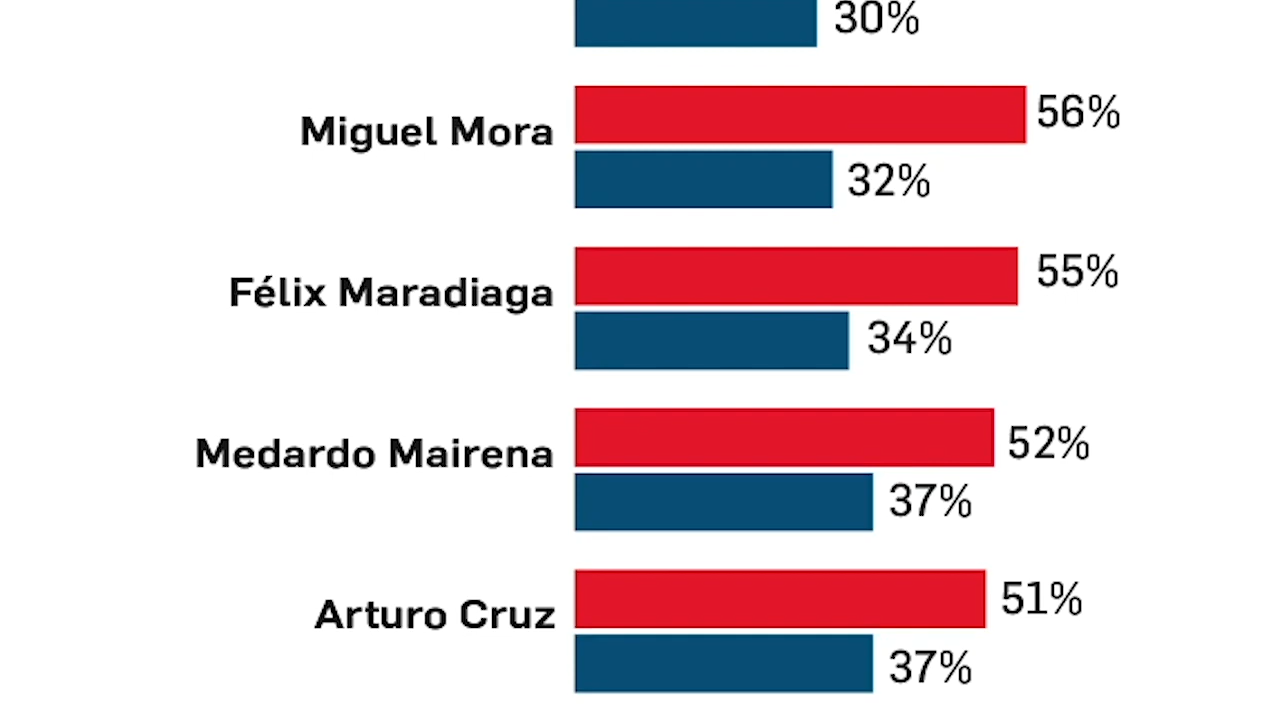 30%
56%
Miguel Mora
32%
55%
Félix Maradiaga
34%
52%
Medardo Mairena
37%
51%
Arturo Cruz
37%